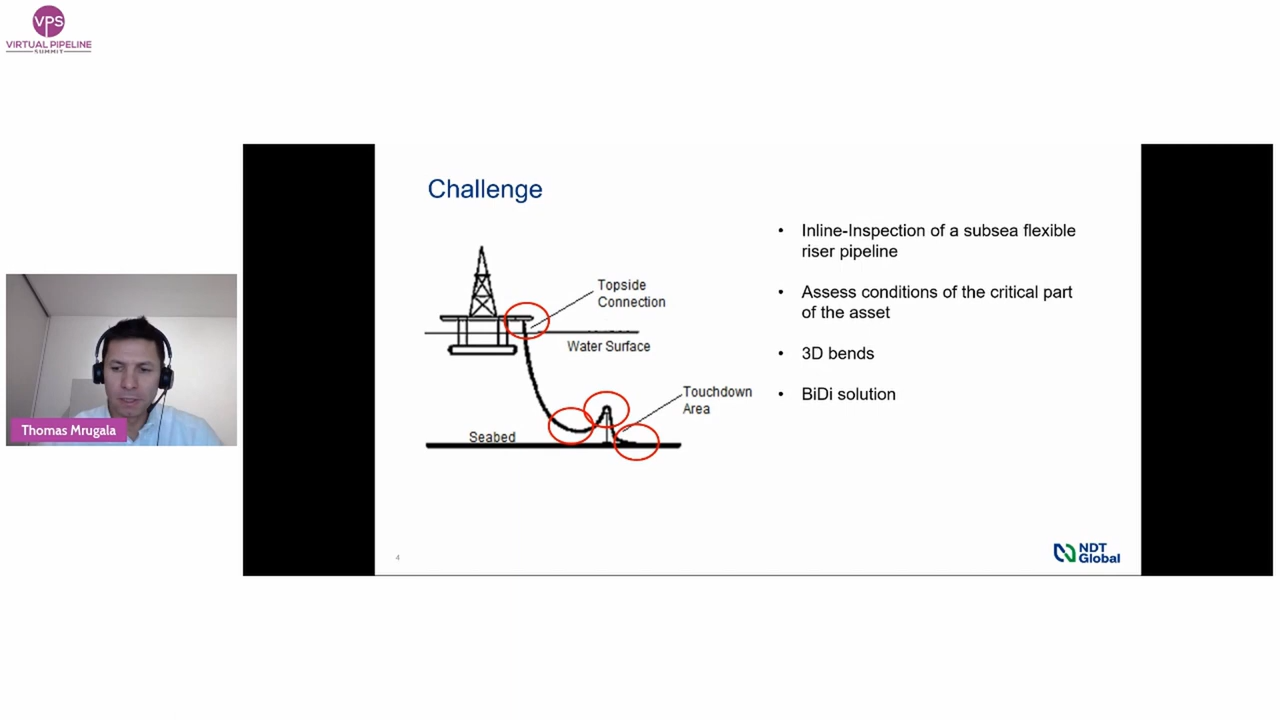 VPS
VIRTUAL PIPELINE
SUMMIT
Challenge
Topside
Connection
Water Surface
Touchdown
Area
Seabed
• Inline-Inspection of a subsea flexible
riser pipeline
• Assess conditions of the critical part
of the asset
• 3D bends
• BiDi solution
Thomas Mrugala
4
NDT
Global